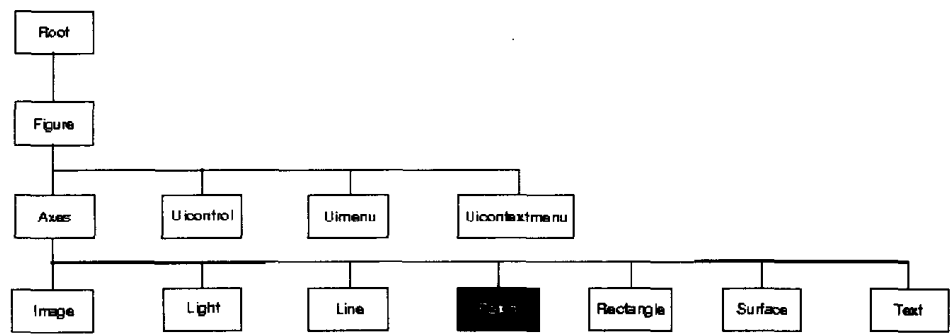 Root
Figure
Axes Uicontrol Uimenu Uicontextmenu
Image Light Line Rectangle Surface Text